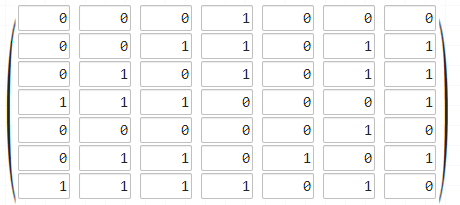 0 0 0 1 0 0 0
0 0 1 1 0 1 1
0 1 0 1 0 1 1
1 1 1 0 0 0 1
0 0 0 0 0 1 0
0 1 1 0 1 0 1
1 1 1 1 0 1 0